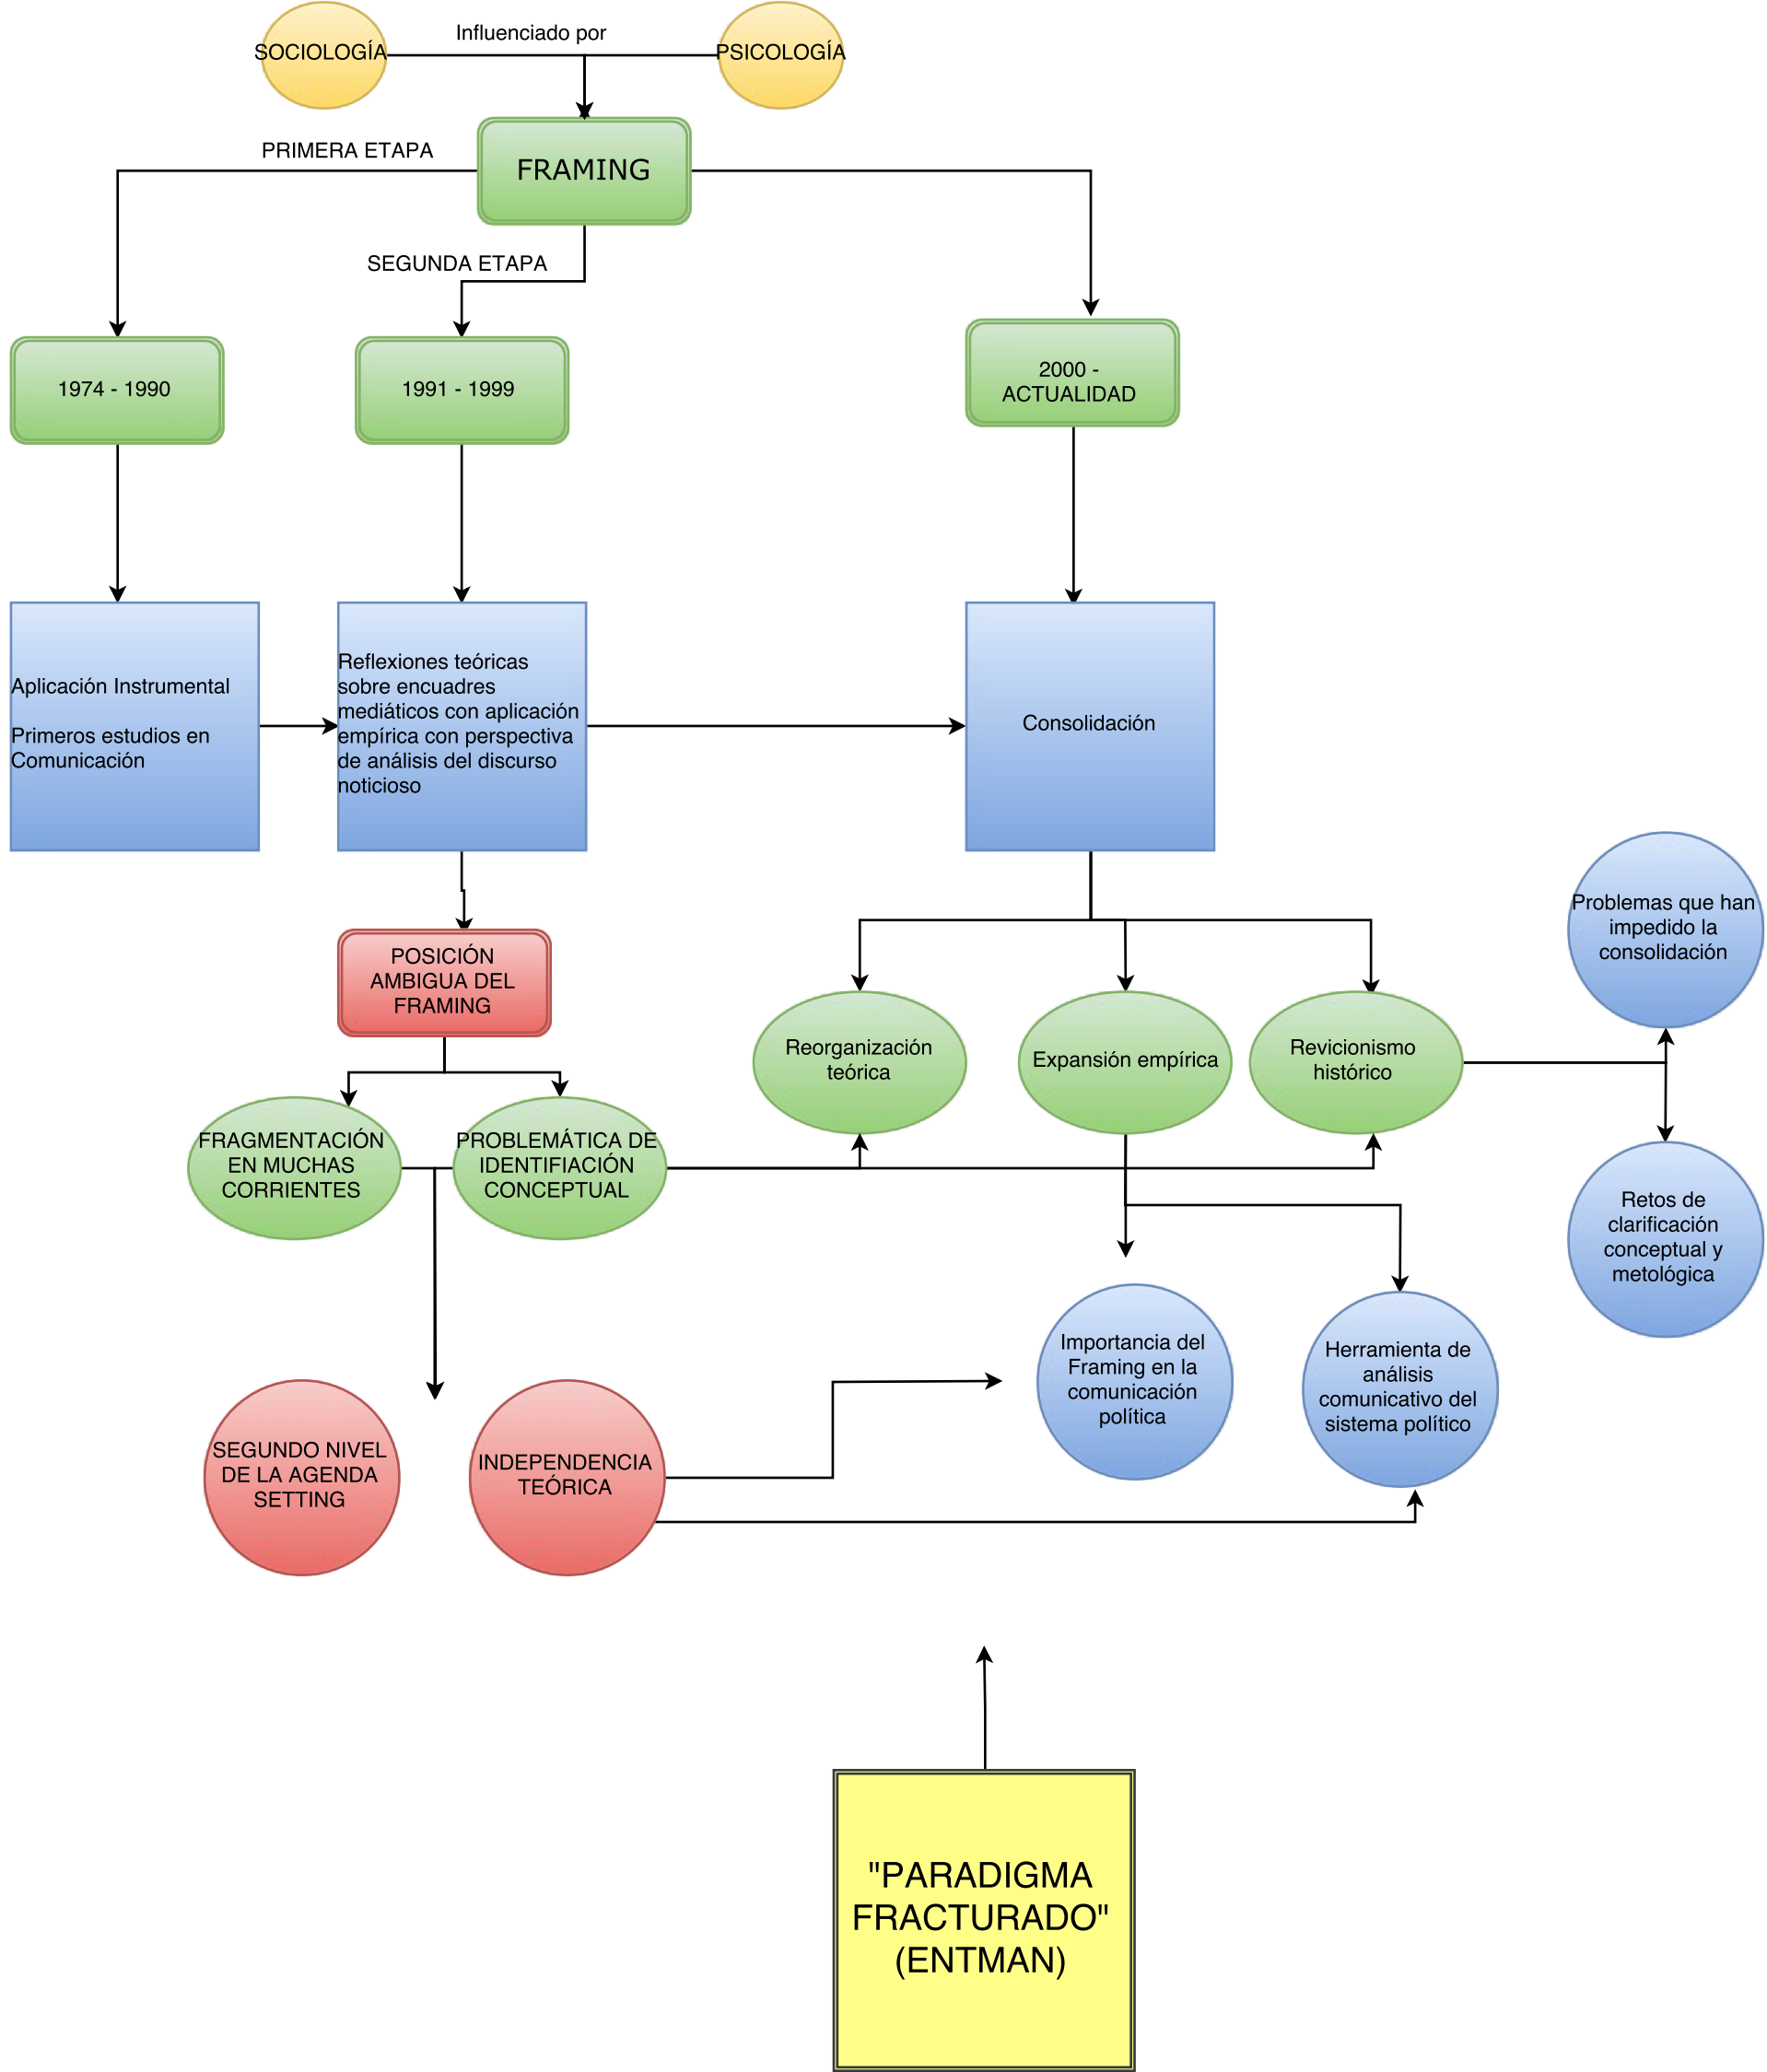 Influenciado por
SOCIOLOGÍA
PSICOLOGÍA
PRIMERA ETAPA
FRAMING
SEGUNDA ETAPA
1974 - 1990
1991 - 1999
2000 -
ACTUALIDAD
Aplicación Instrumental
Primeros estudios en
Comunicación
Reflexiones teóricas
sobre encuadres
mediáticos con aplicación
empírica con perspectiva
de análisis del discurso
noticioso
Consolidación
Problemas que han
impedido la
consolidación
POSICIÓN
AMBIGUA DEL
FRAMING
Reorganización
teórica
Expansión empírica
Revicionismo
histórico
FRAGMENTACIÓN
EN MUCHAS
CORRIENTES
PROBLEMÁTICA DE
IDENTIFIACIÓN
CONCEPTUAL
Retos de
clarificación
conceptual y
metológica
Importancia del
Framing en la
comunicación
política
Herramienta de
análisis
comunicativo del
sistema político
SEGUNDO NIVEL
DE LA AGENDA
SETTING
INDEPENDENCIA
TEÓRICA
"PARADIGMA
FRACTURADO"
(ENTMAN)